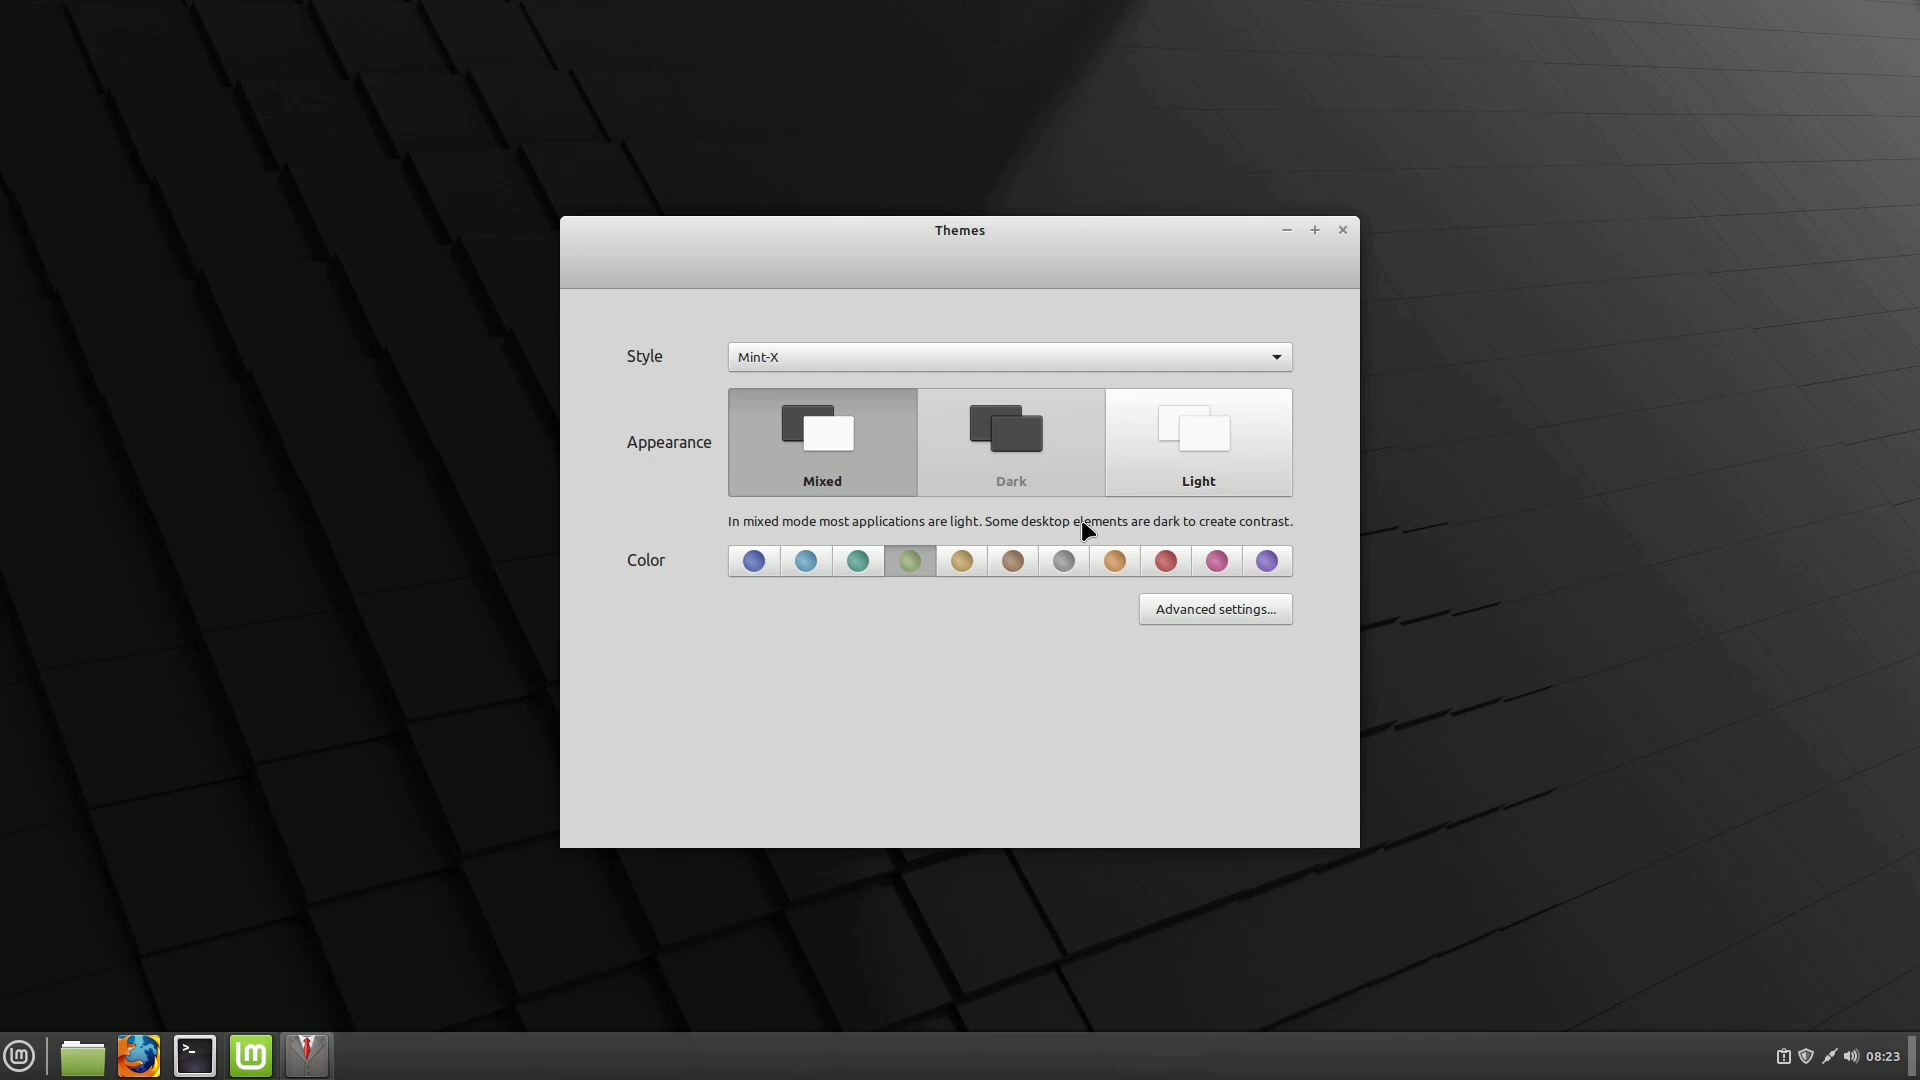 Themes
Style
Mint-X
Appearance
Mixed
Dark
Light
In mixed mode most applications are light. Some desktop elements are dark to create contrast.
Color
Advanced settings...
>_
08:23